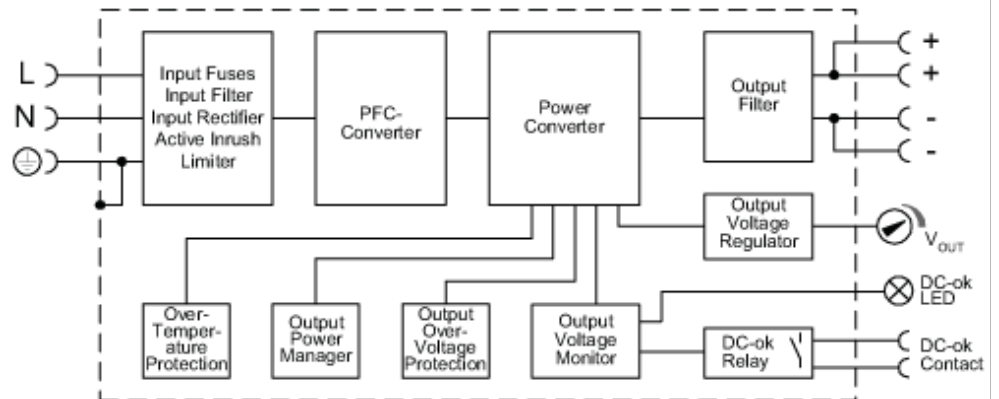 L
N
Input Fuses
Input Filter
Input Rectifier
Active Inrush
Limiter
PFC-
Converter
Power
Converter
Output
Filter
+
+
-
-
Output
Voltage
Regulator
VOUT
Over-
Temper-
ature
Protection
Output
Power
Manager
Output
Over-
Voltage
Protection
Output
Voltage
Monitor
DC-ok
LED
DC-ok
Relay
DC-ok
Contact